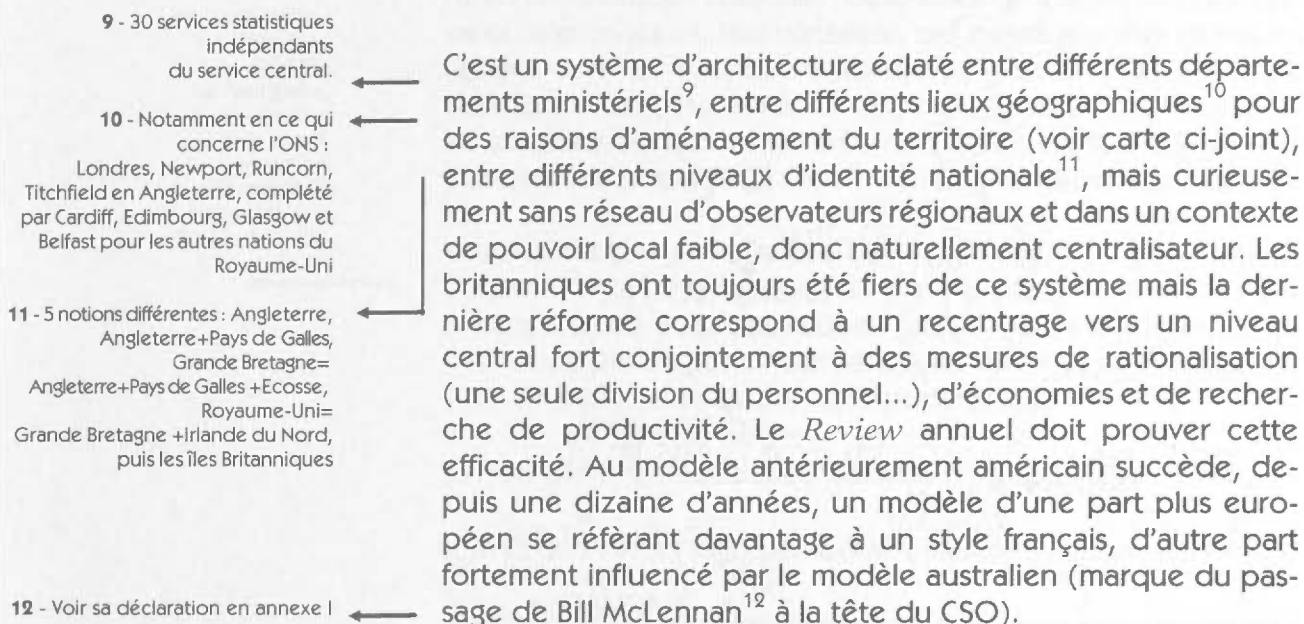 9 - 30 services statistiques
indépendants
du service central.
10 - Notamment en ce qui
concerne l'ONS :
Londres, Newport, Runcorn,
Titchfield en Angleterre, complété
par Cardiff, Edimbourg, Glasgow et
Belfast pour les autres nations du
Royaume-Uni
11 - 5 notions différentes : Angleterre,
Angleterre+Pays de Galles,
Grande Bretagne=
Angleterre+Pays de Galles +Ecosse,
Royaume-Uni=
Grande Bretagne +Irlande du Nord,
puis les îles Britanniques
12 - Voir sa déclaration en annexe I
C'est un système d'architecture éclaté entre différents départe-
ments ministériels9, entre différents lieux géographiques10 pour
des raisons d'aménagement du territoire (voir carte ci-joint),
entre différents niveaux d'identité nationale11, mais curieuse-
ment sans réseau d'observateurs régionaux et dans un contexte
de pouvoir local faible, donc naturellement centralisateur. Les
britanniques ont toujours été fiers de ce système mais la der-
nière réforme correspond à un recentrage vers un niveau
central fort conjointement à des mesures de rationalisation
(une seule division du personnel...), d'économies et de recher-
che de productivité. Le Review annuel doit prouver cette
efficacité. Au modèle antérieurement américain succède, de-
puis une dizaine d'années, un modèle d'une part plus euro-
péen se réfèrant davantage à un style français, d'autre part
fortement influencé par le modèle australien (marque du pas-
sage de Bill McLennan12 à la tête du CSO).